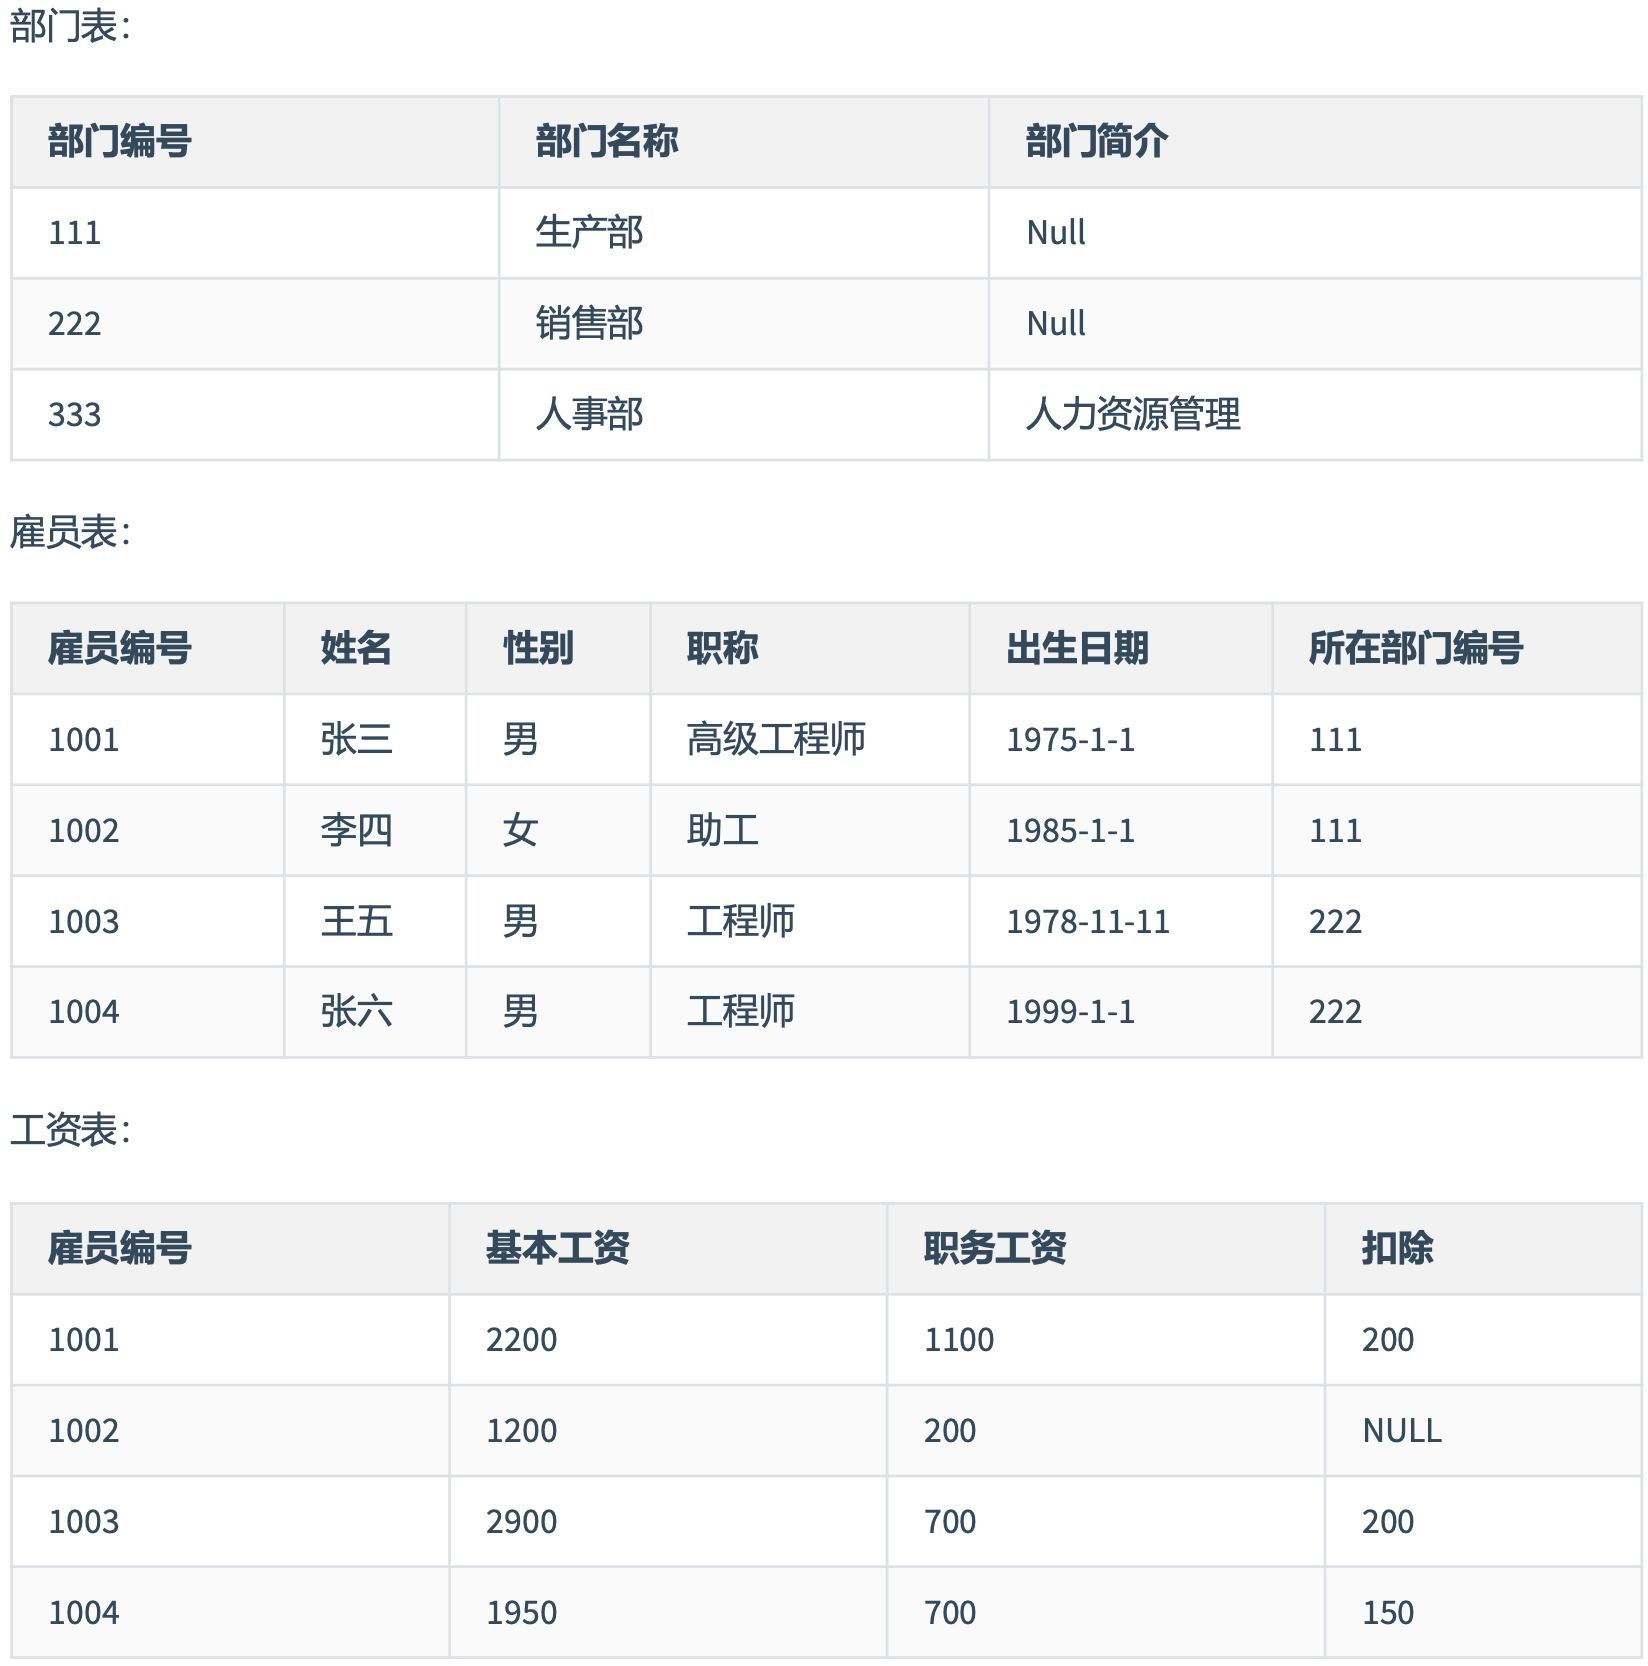 部门表：
部门编号 部门名称 部门简介
111 生产部 Null
222 销售部 Null
333 人事部 人力资源管理
雇员表：
雇员编号 姓名 性别 职称 出生日期 所在部门编号
1001 张三 男 高级工程师 1975-1-1 111
1002 李四 女 助工 1985-1-1 111
1003 王五 男 工程师 1978-11-11 222
1004 张六 男 工程师 1999-1-1 222
工资表：
雇员编号 基本工资 职务工资 扣除
1001 2200 1100 200
1002 1200 200 NULL
1003 2900 700 200
1004 1950 700 150